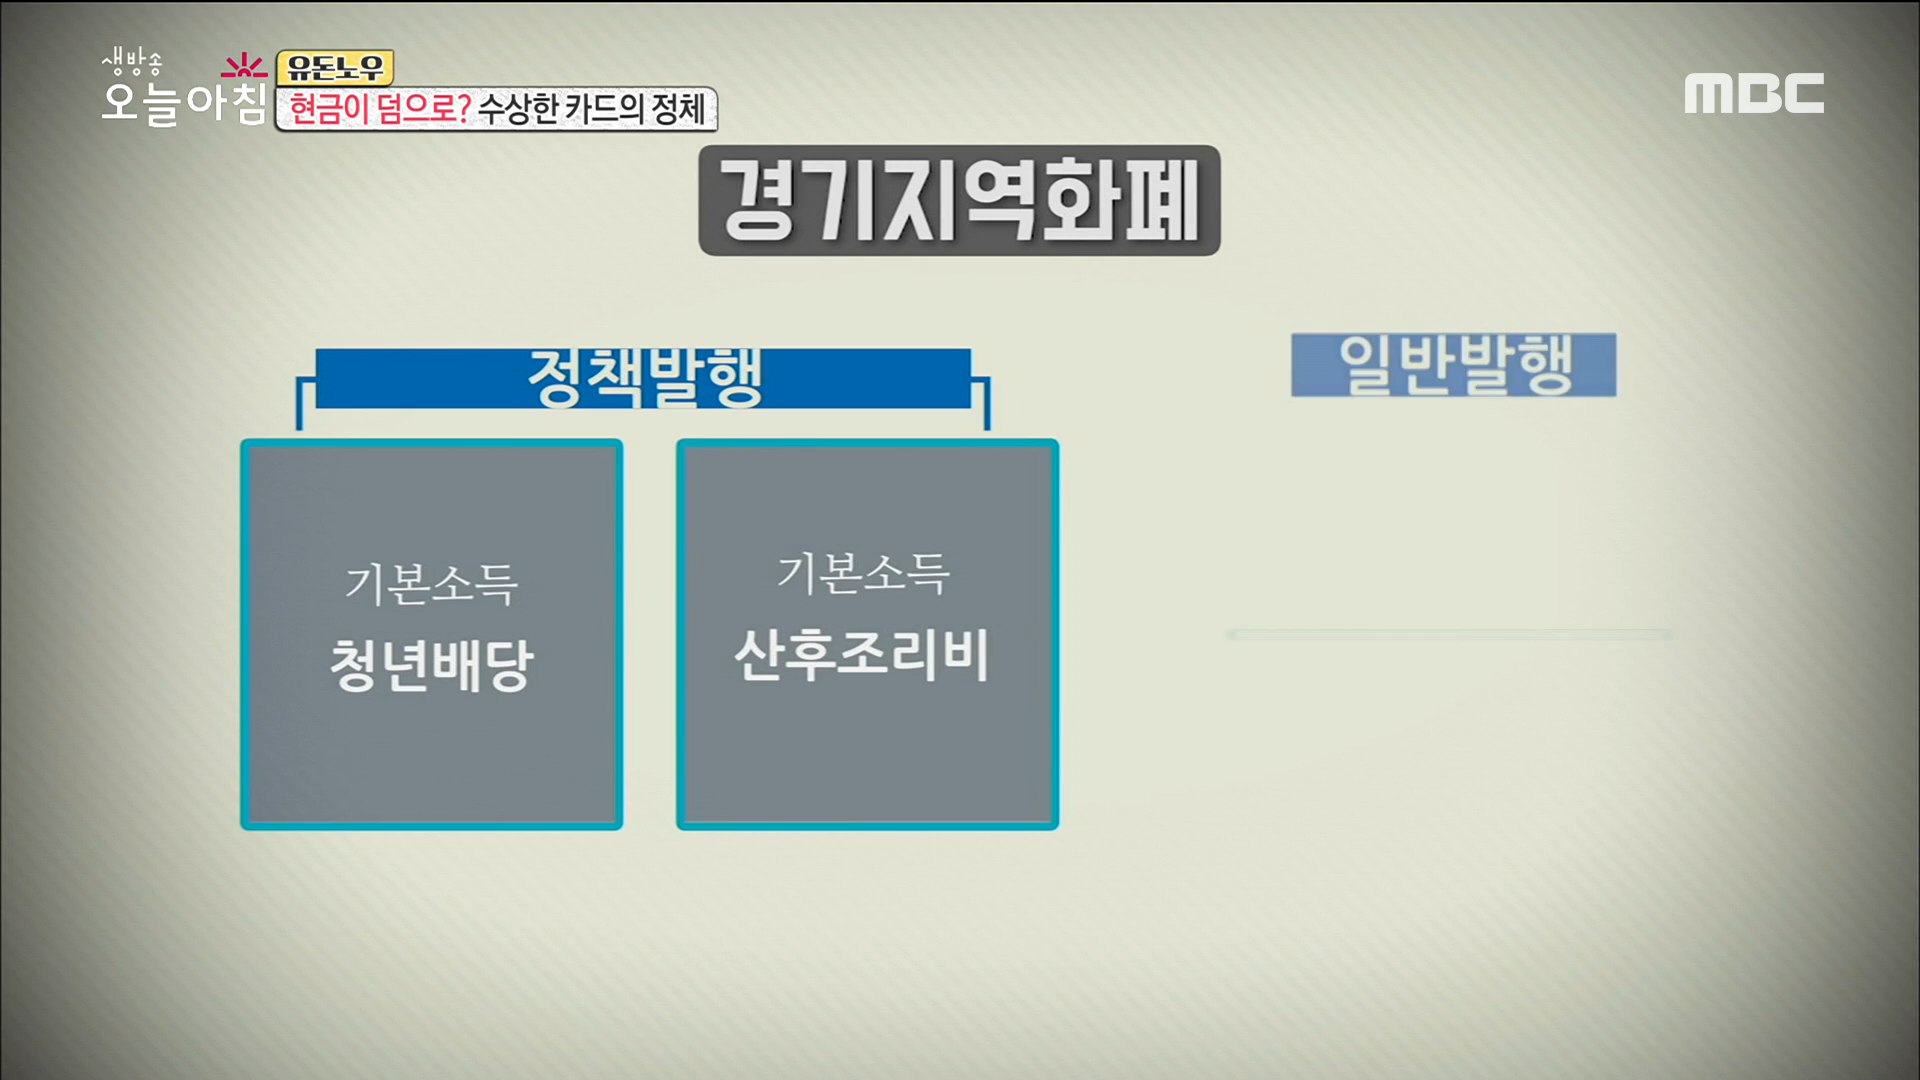 생방송
오늘아침
유돈노우
현금이 덤으로? 수상한 카드의 정체
MBC
경기지역화폐
정책발행
일반발행
기본소득
청년배당
기본소득
산후조리비